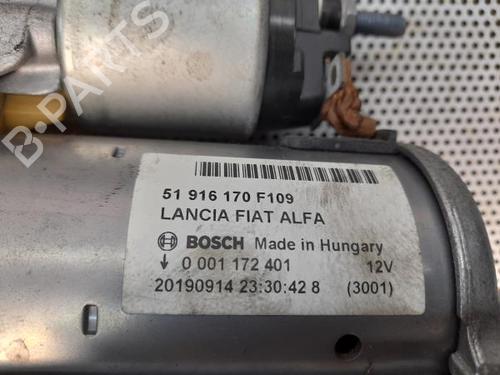 B-PARTS
51 916 170 F109
LANCIA FIAT ALFA
BOSCH Made in Hungary
0 001 172 401 12V
20190914 23:30:42 8 (3001)